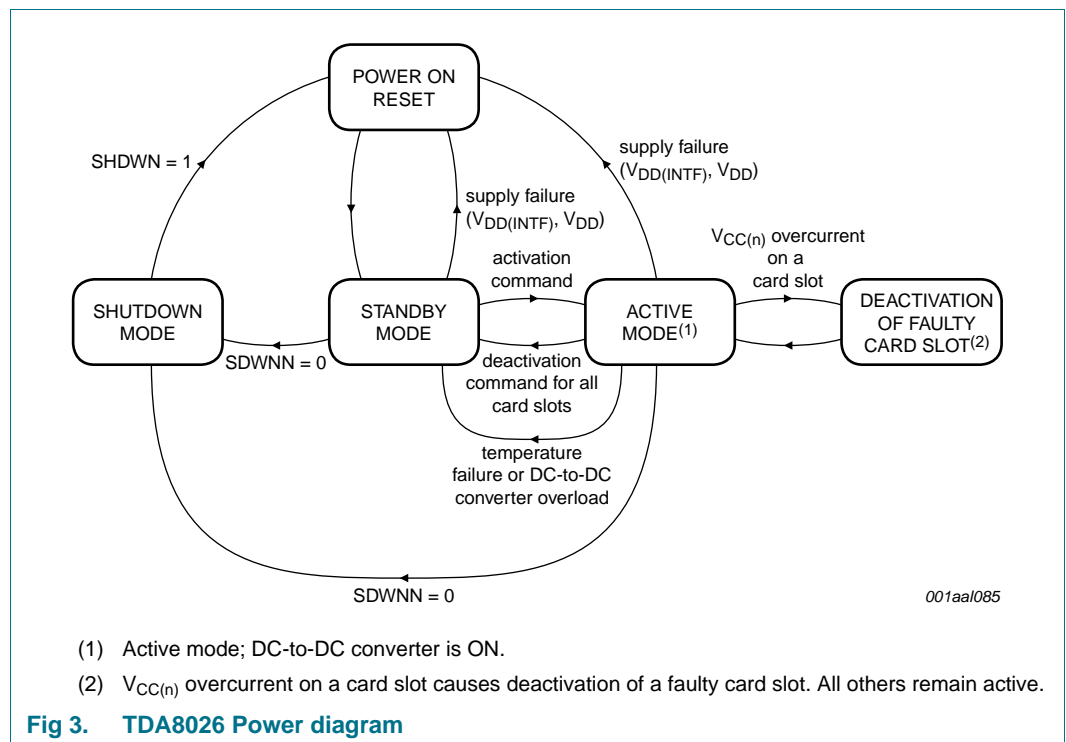 POWER ON
RESET
SHDWN = 1
supply failure
(VDD(INTF), VDD)
supply failure
(VDD(INTF), VDD)
VCC(n) overcurrent
on a
card slot
activation
command
SHUTDOWN
MODE
STANDBY
MODE
ACTIVE
MODE(1)
DEACTIVATION
OF FAULTY
CARD SLOT(2)
SDWNN = 0
deactivation
command for all
card slots
temperature
failure or DC-to-DC
converter overload
SDWNN = 0
001aal085
(1) Active mode; DC-to-DC converter is ON.
(2) VCC(n) overcurrent on a card slot causes deactivation of a faulty card slot. All others remain active.
Fig 3. TDA8026 Power diagram